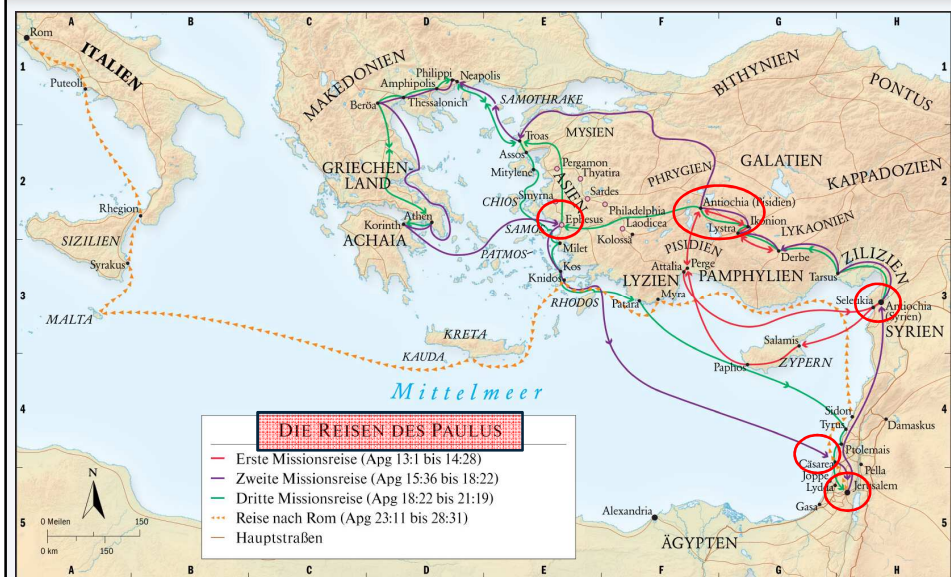 A B C D E F G H
1
2
3
4
5
1
2
3
4
5
Rom
ITALIEN
Puteoli
Rhegion
SIZILIEN
Syrakus
MALTA
MAKEDONIEN
Philippi
Neapolis
Amphipolis
Thessalonich
Beröa
SAMOTHRAKE
GRIECHEN-
LAND
Athen
Korinth
ACHAIA
KRETA
KAUDA
BITHYNIEN
PONTUS
Troas
MYSIEN
Assos
Mitylene
Pergamon
Thyatira
ASIEN
Smyrna
Sardes
CHIOS
Philadelphia
Ephesus
Laodicea
SAMOS
Kolossä
Milet
PATMOS
Kos
Knidos
RHODOS
PHRYGIEN
GALATIEN
KAPPADOZIEN
Antiochia (Pisidien)
Ikonion
Lystra
LYKAONIEN
Derbe
PISIDIEN
Perge
Attalia
LYZIEN
PAMPHYLIEN
Myra
Patara
ZILIZIEN
Tarsus
Seleukia
Antiochia
(Syrien)
SYRIEN
Salamis
ZYPERN
Paphos
Mittelmeer
Sidon
Tyrus
Damaskus
Ptolemais
Cäsarea
Pella
Joppe
Lydda
Jerusalem
Gasa
Alexandria
ÄGYPTEN
DIE REISEN DES PAULUS
Erste Missionsreise (Apg 13:1 bis 14:28)
Zweite Missionsreise (Apg 15:36 bis 18:22)
Dritte Missionsreise (Apg 18:22 bis 21:19)
Reise nach Rom (Apg 23:11 bis 28:31)
Hauptstraßen
N
0 Meilen 150
0 km 150
A B C D E F G H